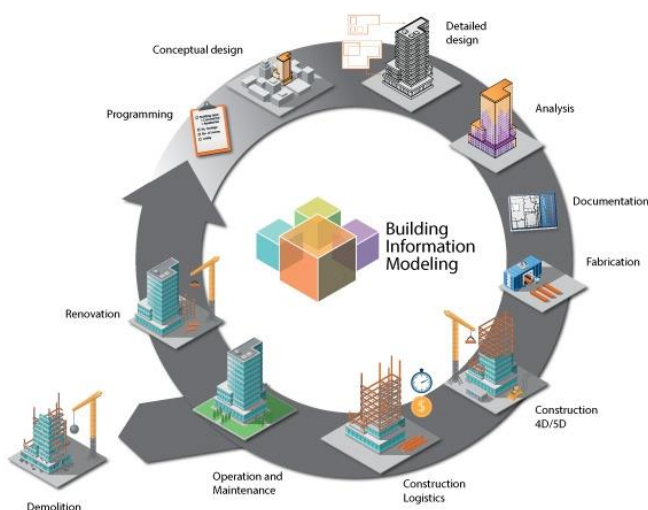 Conceptual design
Detailed
design
Programming
Analysis
Building
Information
Modeling
Documentation
Fabrication
Renovation
$
Construction
4D/5D
Operation and
Maintenance
Construction
Logistics
Demolition